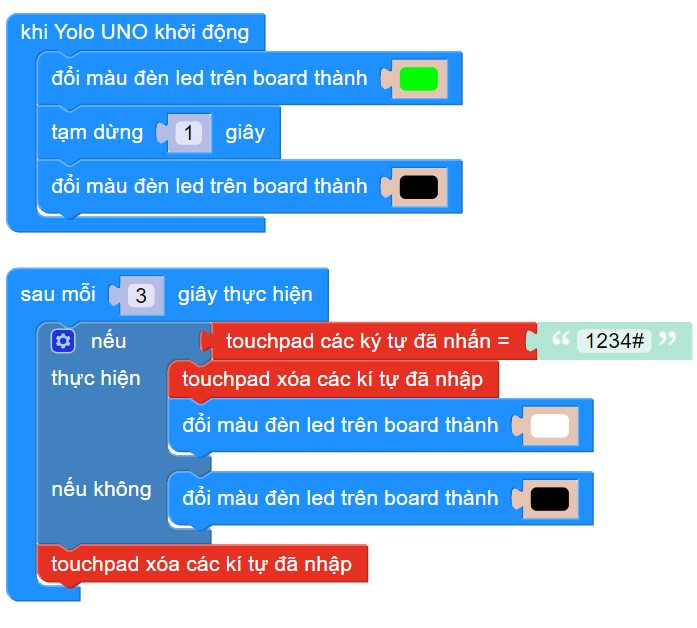 khi Yolo UNO khởi động
đổi màu đèn led trên board thành
tạm dừng 1 giây
đổi màu đèn led trên board thành
sau mỗi 3 giây thực hiện
nếu touchpad các ký tự đã nhấn = “ 1234# ”
thực hiện touchpad xóa các kí tự đã nhập
đổi màu đèn led trên board thành
nếu không đổi màu đèn led trên board thành
touchpad xóa các kí tự đã nhập